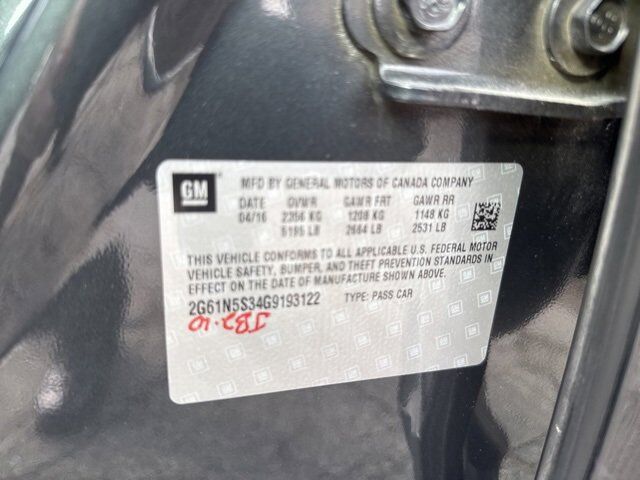 GM MFD BY GENERAL MOTORS OF CANADA COMPANY
DATE GVWR GAWR FRT GAWR RR
04/16 2356 KG 1208 KG 1148 KG
5195 LB 2664 LB 2531 LB
THIS VEHICLE CONFORMS TO ALL APPLICABLE U.S. FEDERAL MOTOR
VEHICLE SAFETY, BUMPER, AND THEFT PREVENTION STANDARDS IN
EFFECT ON THE DATE OF MANUFACTURE SHOWN ABOVE.
2G61N5S34G9193122 TYPE: PASS CAR